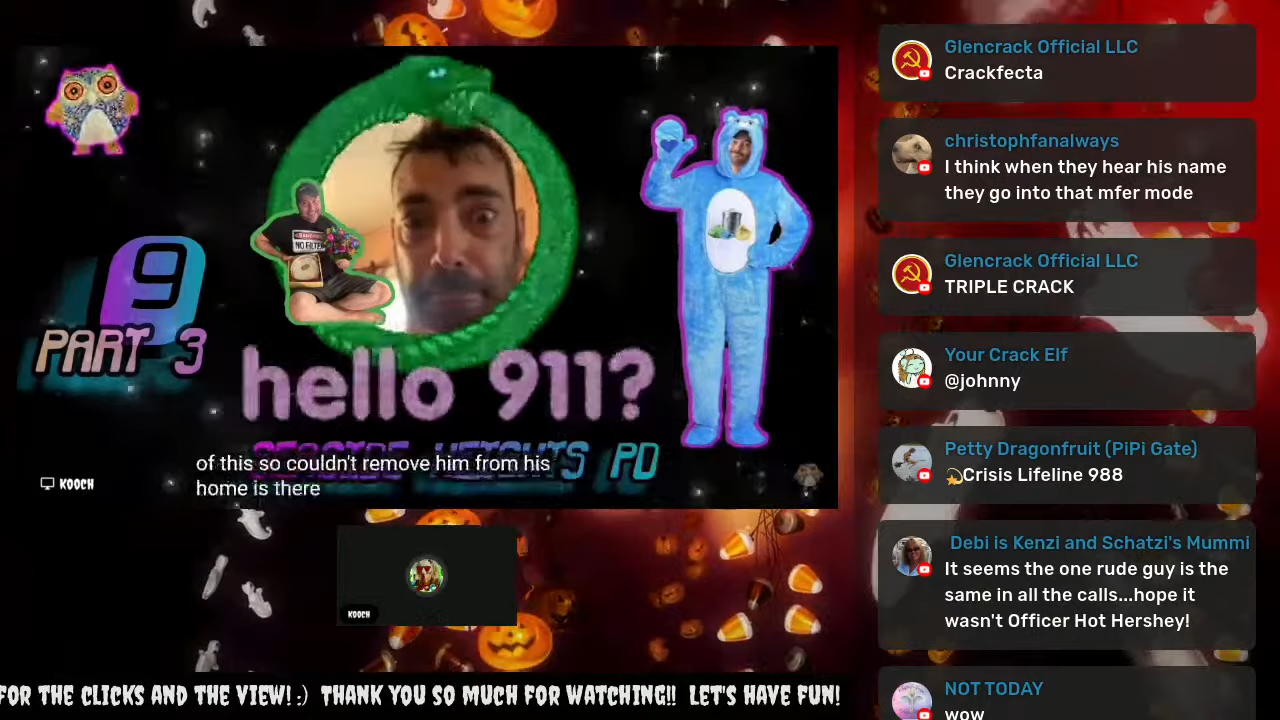 9
PART 3
NO FILTER
hello 911?
SEASIDE HEIGHTS PD
of this so couldn't remove him from his
home is there
KOOCH
KOOCH
FOR THE CLICKS AND THE VIEW! :) THANK YOU SO MUCH FOR WATCHING!! LET'S HAVE FUN!
Glencrack Official LLC
Crackfecta
christophfanalways
I think when they hear his name
they go into that mfer mode
Glencrack Official LLC
TRIPLE CRACK
Your Crack Elf
@johnny
Petty Dragonfruit (PiPi Gate)
💫Crisis Lifeline 988
Debi is Kenzi and Schatzi's Mummi
It seems the one rude guy is the
same in all the calls...hope it
wasn't Officer Hot Hershey!
NOT TODAY
wow